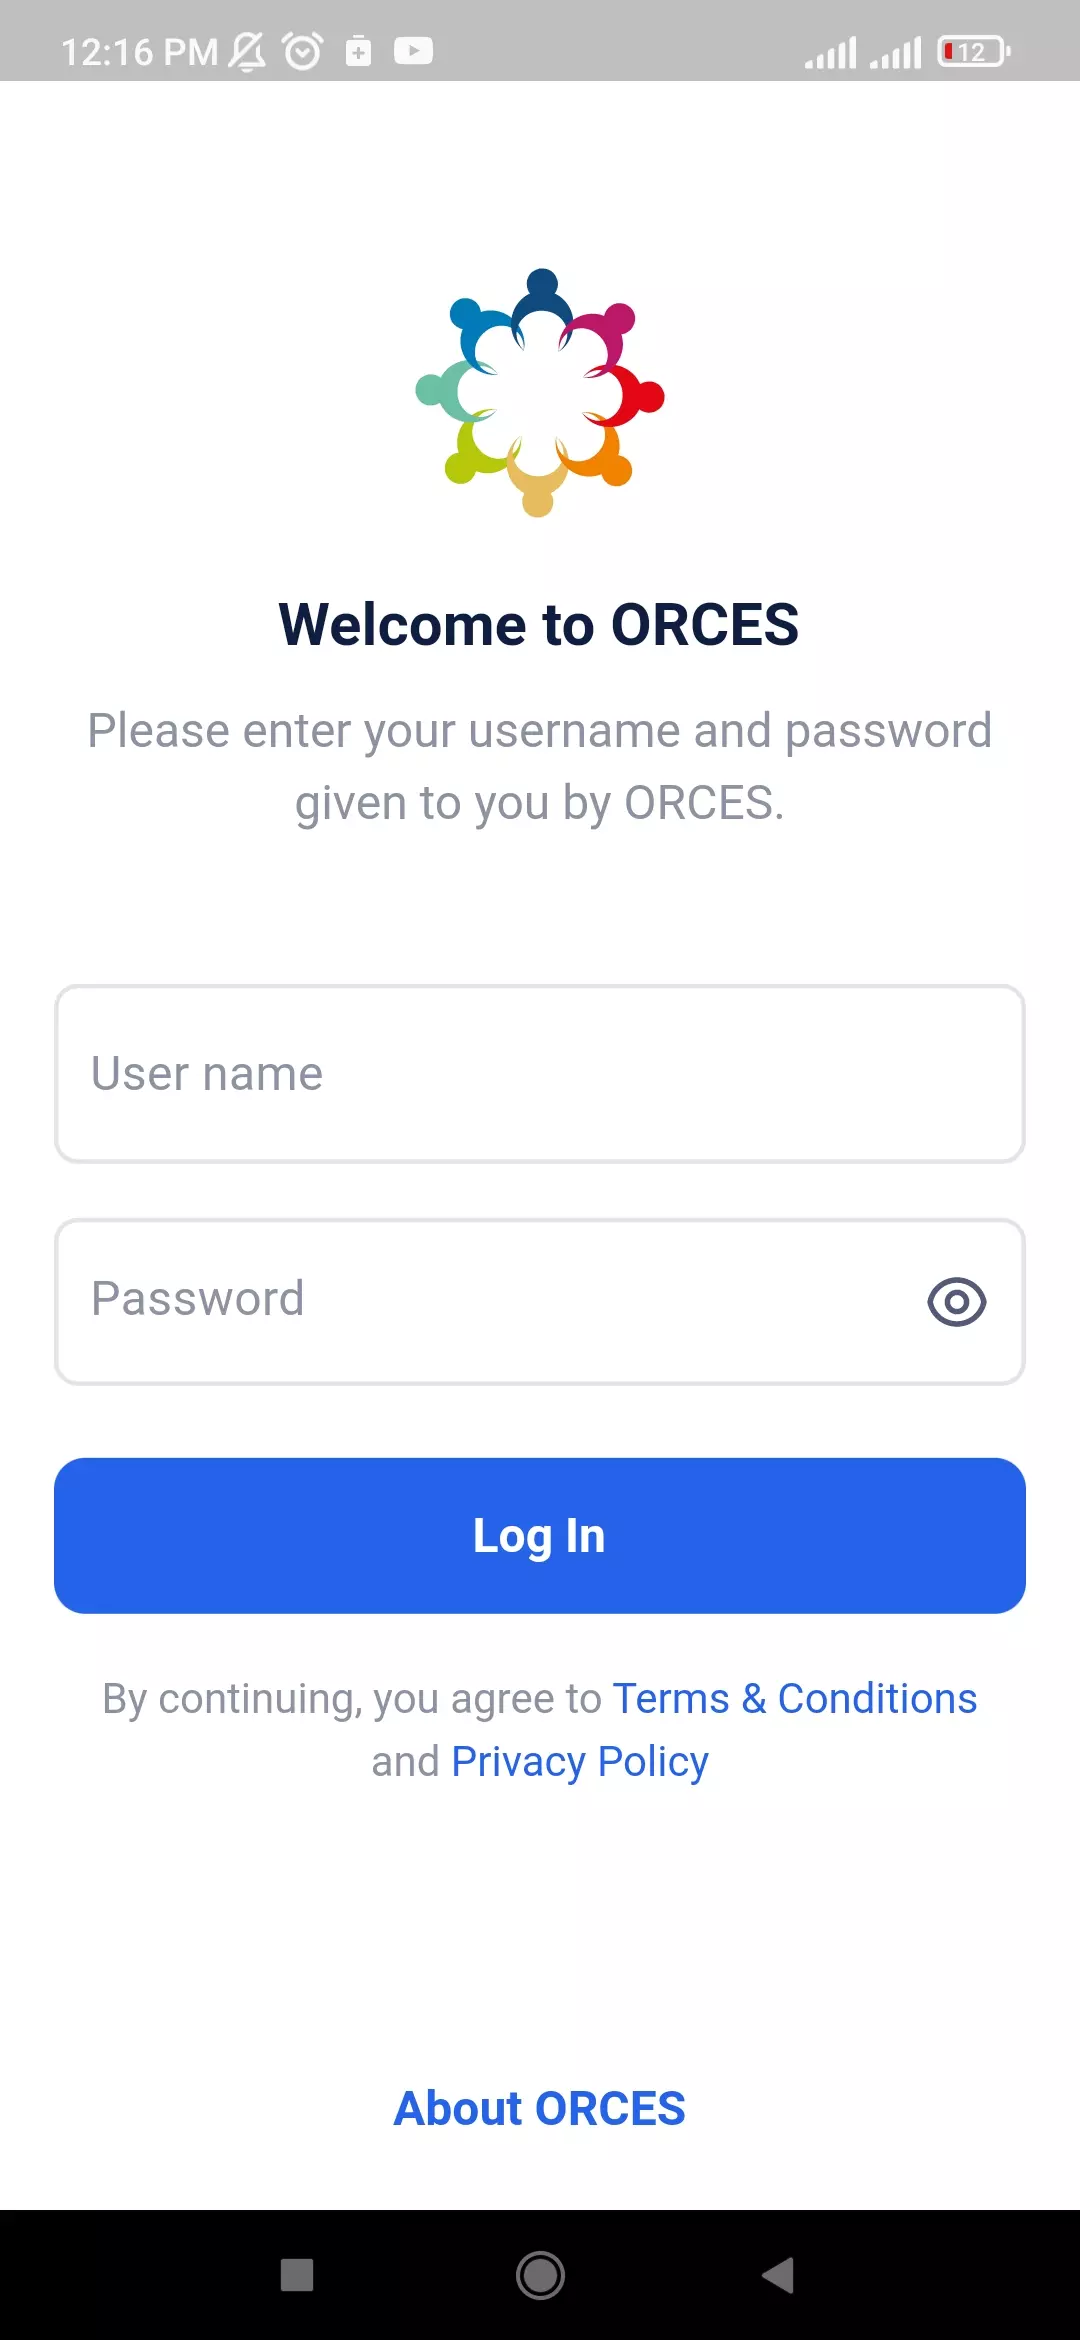 12:16 PM
12
Welcome to ORCES
Please enter your username and password
given to you by ORCES.
User name
Password
Log In
By continuing, you agree to Terms & Conditions
and Privacy Policy
About ORCES